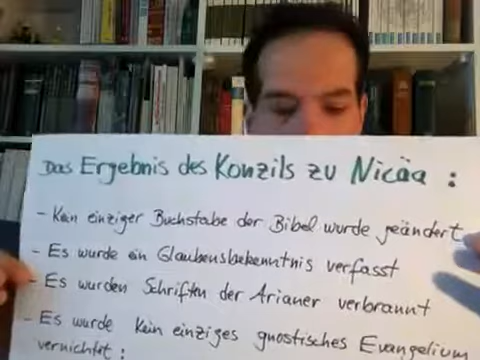 Das Ergebnis des Konzils zu Nicäa :
- Kein einziger Buchstabe der Bibel wurde geändert
- Es wurde ein Glaubensbekenntnis verfasst
- Es wurden Schriften der Arianer verbrannt
- Es wurde kein einziges gnostisches Evangelium
vernichtet :